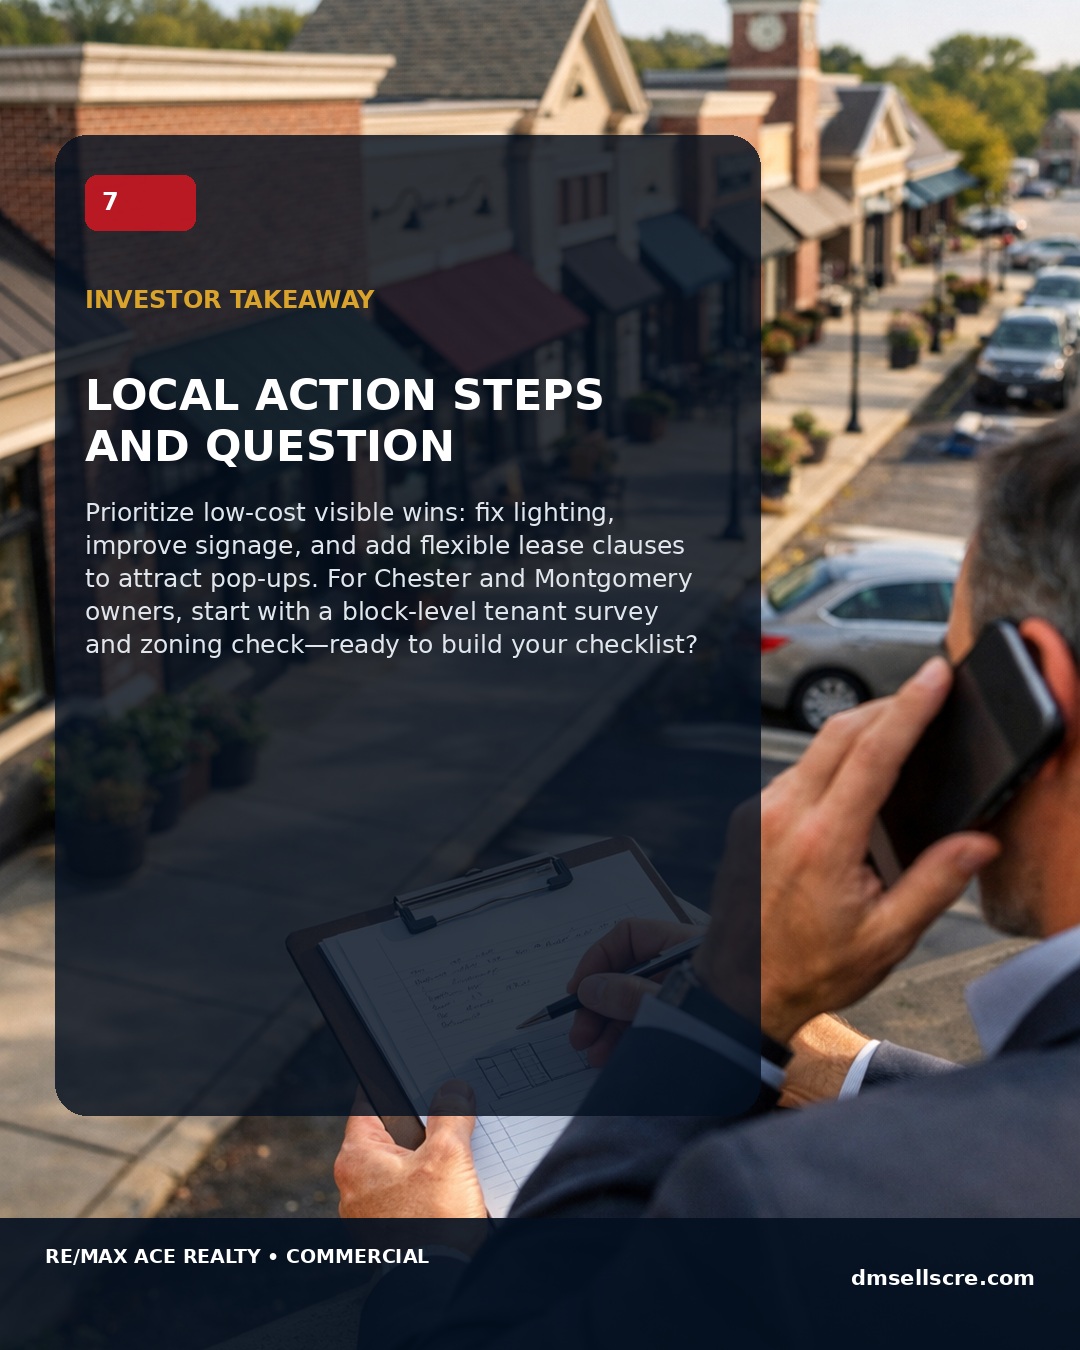 7
INVESTOR TAKEAWAY
LOCAL ACTION STEPS
AND QUESTION
Prioritize low-cost visible wins: fix lighting,
improve signage, and add flexible lease clauses
to attract pop-ups. For Chester and Montgomery
owners, start with a block-level tenant survey
and zoning check—ready to build your checklist?
RE/MAX ACE REALTY • COMMERCIAL
dmsellscre.com